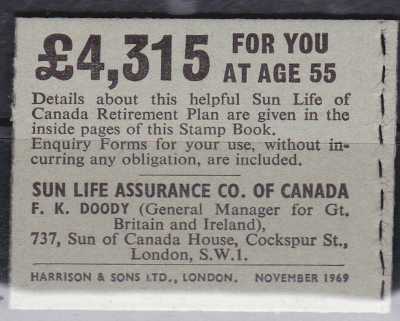 £4,315 FOR YOU
AT AGE 55
Details about this helpful Sun Life of
Canada Retirement Plan are given in the
inside pages of this Stamp Book.
Enquiry Forms for your use, without in-
curring any obligation, are included.
SUN LIFE ASSURANCE CO. OF CANADA
F. K. DOODY (General Manager for Gt.
Britain and Ireland),
737, Sun of Canada House, Cockspur St.,
London, S.W.1.
HARRISON & SONS LTD., LONDON. NOVEMBER 1969